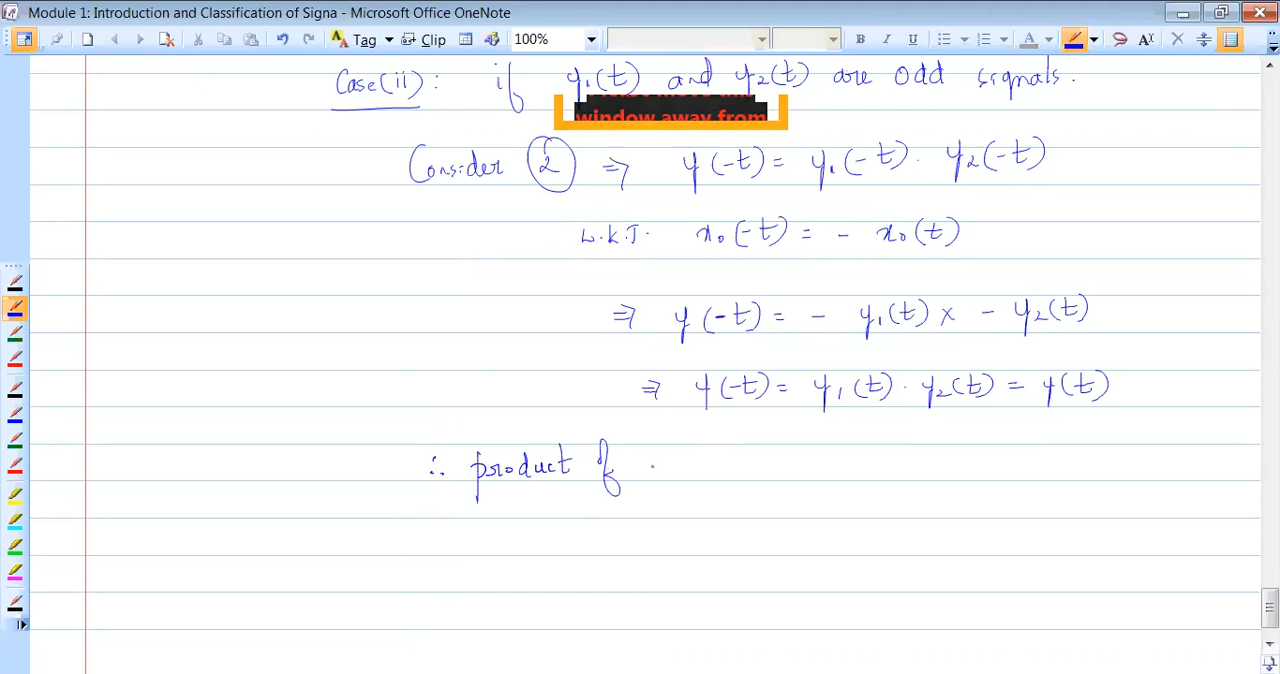 Module 1: Introduction and Classification of Signa - Microsoft Office OneNote
Tag Clip 100% B I U A
Case(ii): if y₁(t) and y₂(t) are odd signals.
window away from
Consider ② ⇒ y(-t) = y₁(-t) . y₂(-t)
W.K.T. x₀(-t) = - x₀(t)
⇒ y(-t) = - y₁(t) x - y₂(t)
⇒ y(-t) = y₁(t) . y₂(t) = y(t)
∴ product of